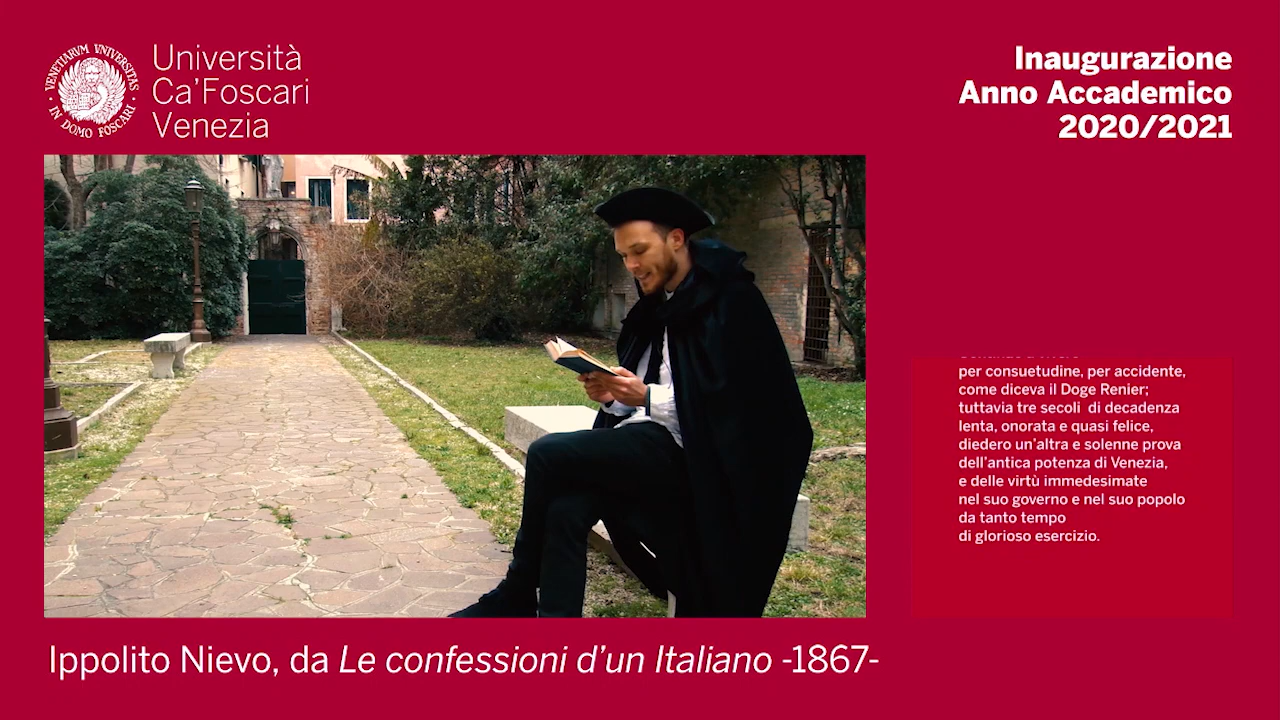 VENETIARVM VNIVERSITAS
IN DOMO FOSCARI
Università
Ca'Foscari
Venezia
Inaugurazione
Anno Accademico
2020/2021
per consuetudine, per accidente,
come diceva il Doge Renier;
tuttavia tre secoli di decadenza
lenta, onorata e quasi felice,
diedero un'altra e solenne prova
dell'antica potenza di Venezia,
e delle virtù immedesimate
nel suo governo e nel suo popolo
da tanto tempo
di glorioso esercizio.
Ippolito Nievo, da Le confessioni d'un Italiano -1867-